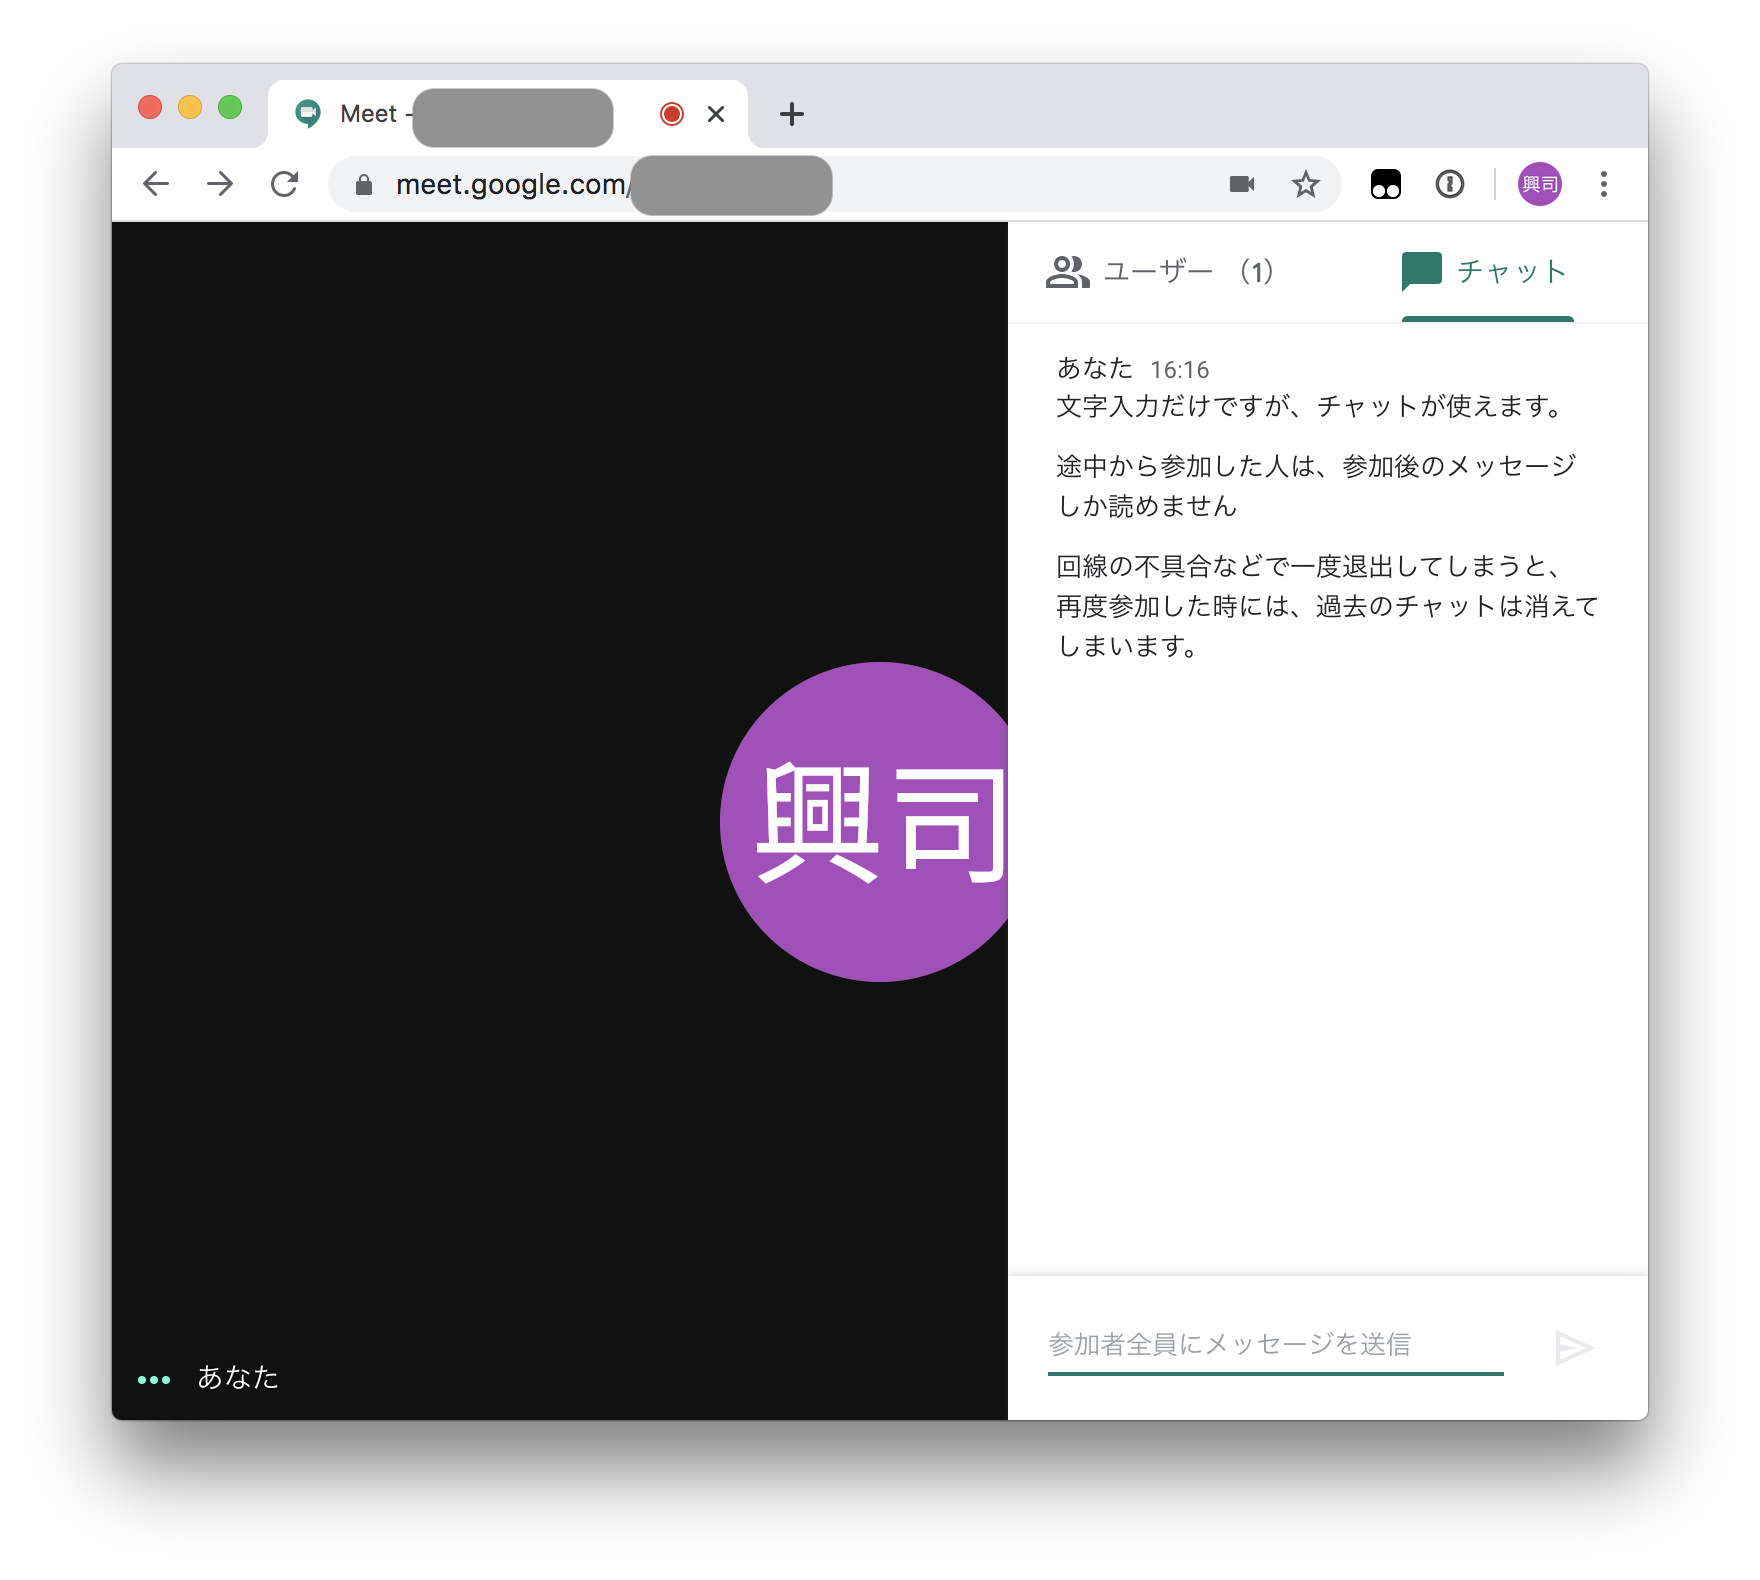 Meet -
meet.google.com/
興司
ユーザー （1）
チャット
あなた 16:16
文字入力だけですが、チャットが使えます。
途中から参加した人は、参加後のメッセージ
しか読めません
回線の不具合などで一度退出してしまうと、
再度参加した時には、過去のチャットは消えて
しまいます。
興司
あなた
参加者全員にメッセージを送信